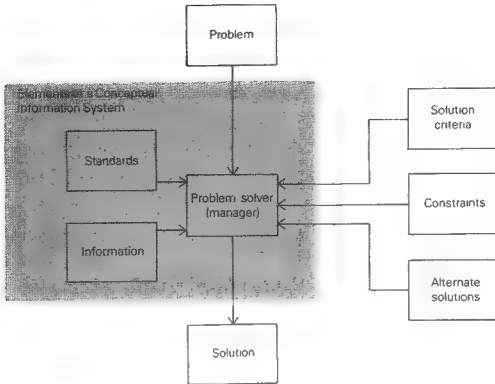 Problem
Elements of a Conceptual
Information System
Solution
criteria
Standards
Problem solver
(manager)
Constraints
Information
Alternate
solutions
Solution